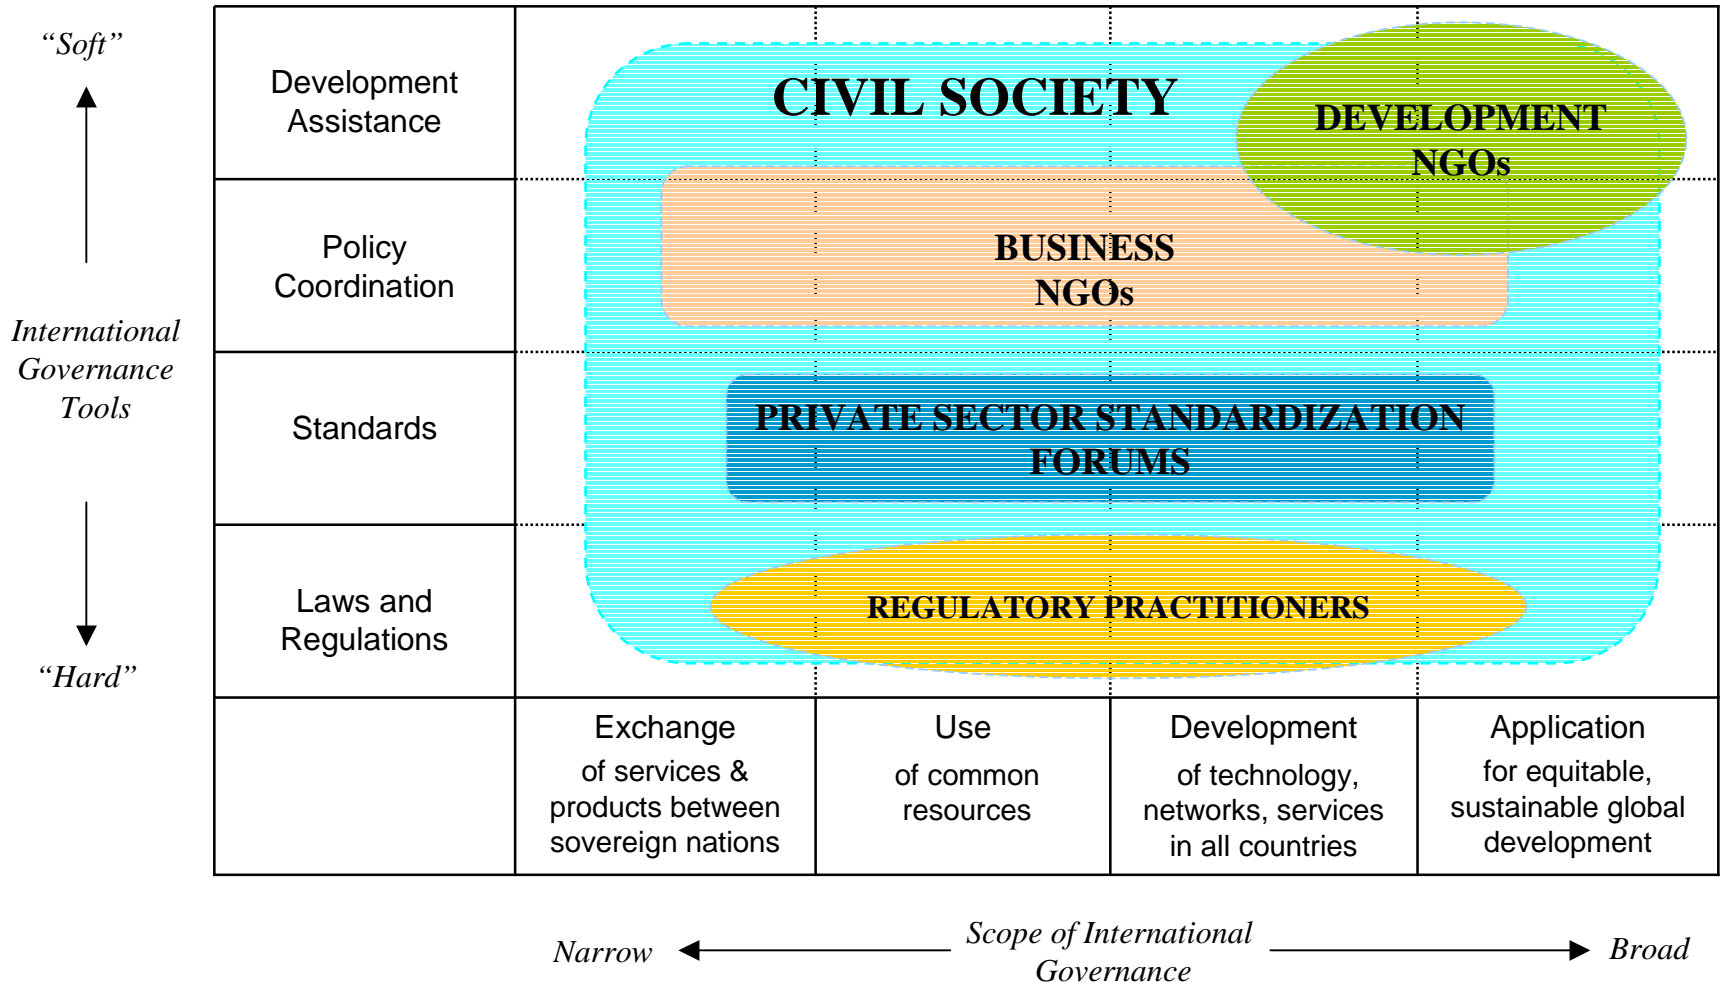 “Soft”
International
Governance
Tools
“Hard”
Development
Assistance
CIVIL SOCIETY
DEVELOPMENT
NGOs
Policy
Coordination
BUSINESS
NGOs
Standards
PRIVATE SECTOR STANDARDIZATION
FORUMS
Laws and
Regulations
REGULATORY PRACTITIONERS
Exchange
of services &
products between
sovereign nations
Use
of common
resources
Development
of technology,
networks, services
in all countries
Application
for equitable,
sustainable global
development
Narrow
Scope of International
Governance
Broad